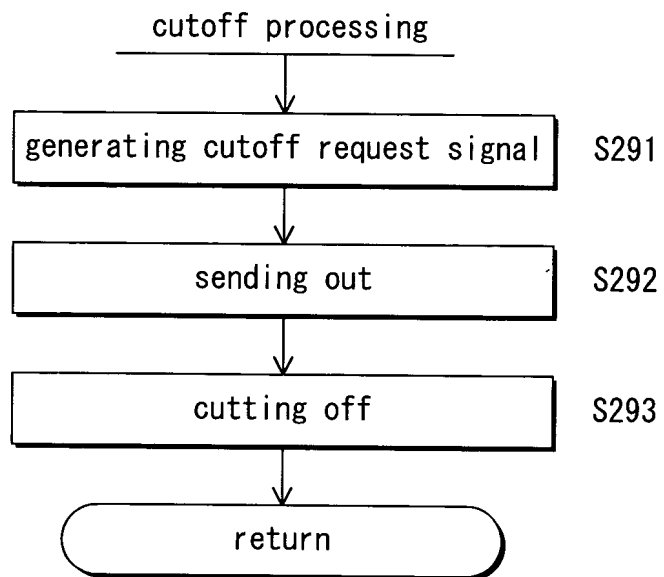 cutoff processing
generating cutoff request signal S291
sending out S292
cutting off S293
return